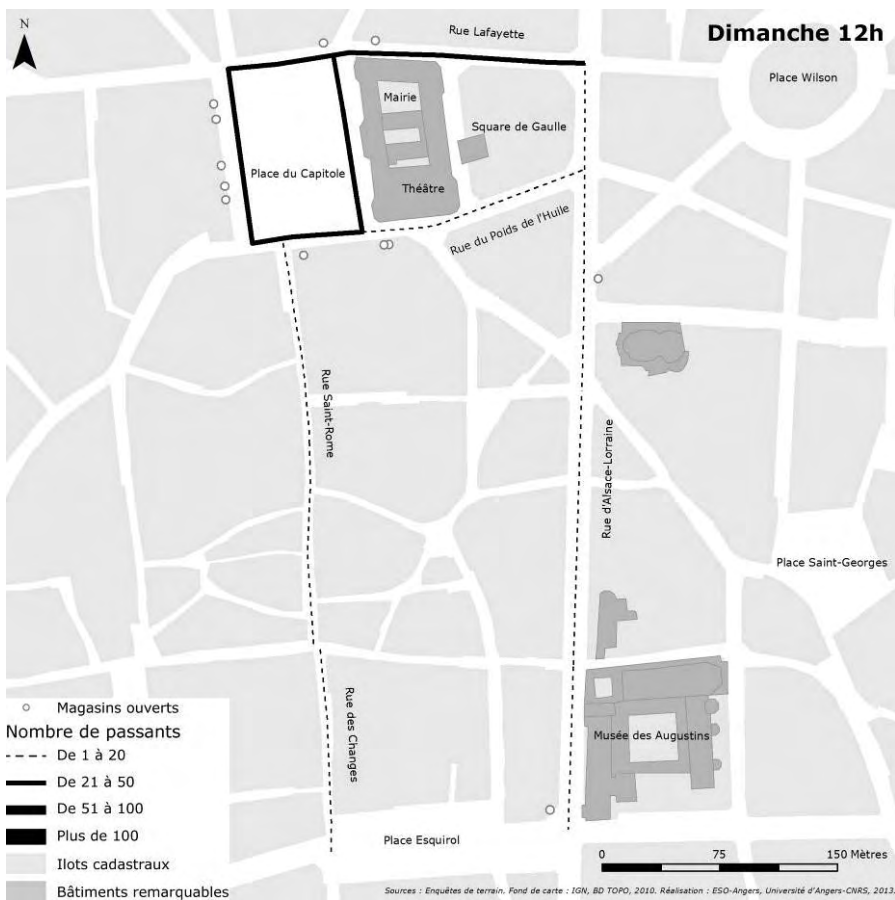 N
Rue Lafayette
Dimanche 12h
Place Wilson
Mairie
Square de Gaulle
Place du Capitole
Théâtre
Rue du Poids de l'Huile
Rue Saint-Rome
Rue d'Alsace-Lorraine
Place Saint-Georges
Rue des Changes
Musée des Augustins
Place Esquirol
Magasins ouverts
Nombre de passants
De 1 à 20
De 21 à 50
De 51 à 100
Plus de 100
Ilots cadastraux
Bâtiments remarquables
0 75 150 Mètres
Sources : Enquêtes de terrain. Fond de carte : IGN, BD TOPO, 2010. Réalisation : ESO-Angers, Université d'Angers-CNRS, 2013.